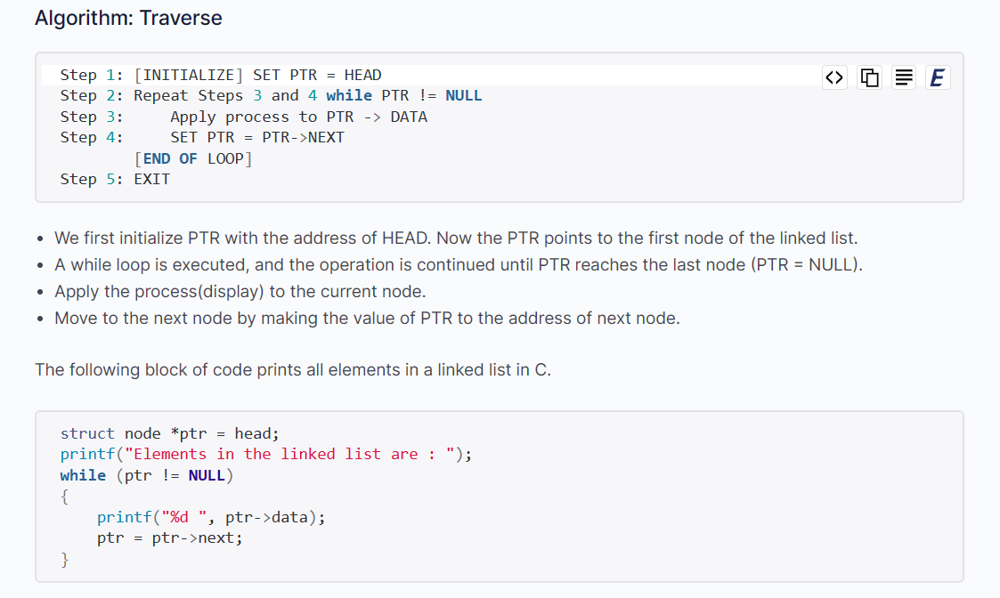 Algorithm: Traverse
Step 1: [INITIALIZE] SET PTR = HEAD
Step 2: Repeat Steps 3 and 4 while PTR != NULL
Step 3:     Apply process to PTR -> DATA
Step 4:     SET PTR = PTR->NEXT
        [END OF LOOP]
Step 5: EXIT
E
• We first initialize PTR with the address of HEAD. Now the PTR points to the first node of the linked list.
• A while loop is executed, and the operation is continued until PTR reaches the last node (PTR = NULL).
• Apply the process(display) to the current node.
• Move to the next node by making the value of PTR to the address of next node.
The following block of code prints all elements in a linked list in C.
struct node *ptr = head;
printf("Elements in the linked list are : ");
while (ptr != NULL)
{
    printf("%d ", ptr->data);
    ptr = ptr->next;
}